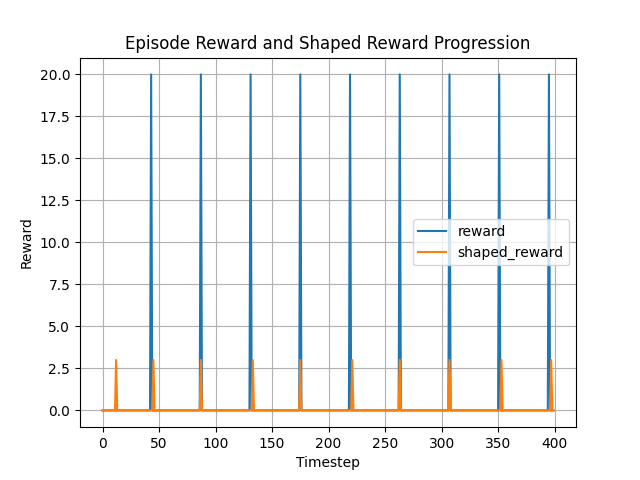 Episode Reward and Shaped Reward Progression
20.0
17.5
15.0
12.5
10.0
7.5
5.0
2.5
0.0
Reward
reward
shaped_reward
0 50 100 150 200 250 300 350 400
Timestep